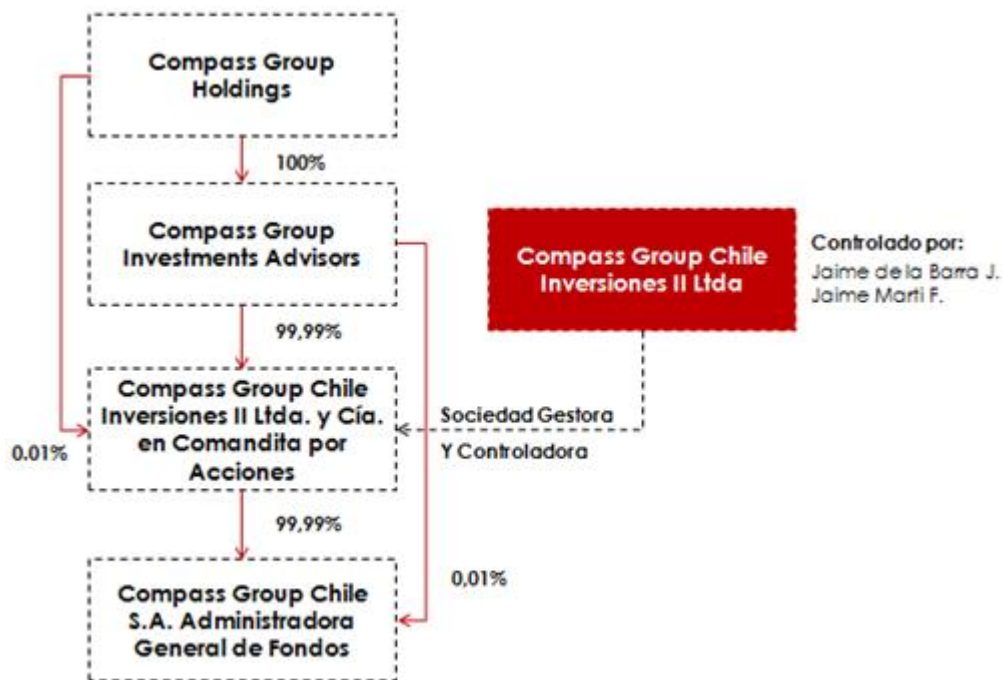 Compass Group
Holdings
100%
Compass Group
Investments Advisors
Compass Group Chile
Inversiones II Ltda
Controlado por:
Jaime de la Barra J.
Jaime Marti F.
99,99%
Compass Group Chile
Inversiones II Ltda. y Cía.
en Comandita por
Acciones
Sociedad Gestora
Y Controladora
0.01%
99,99%
0,01%
Compass Group Chile
S.A. Administradora
General de Fondos